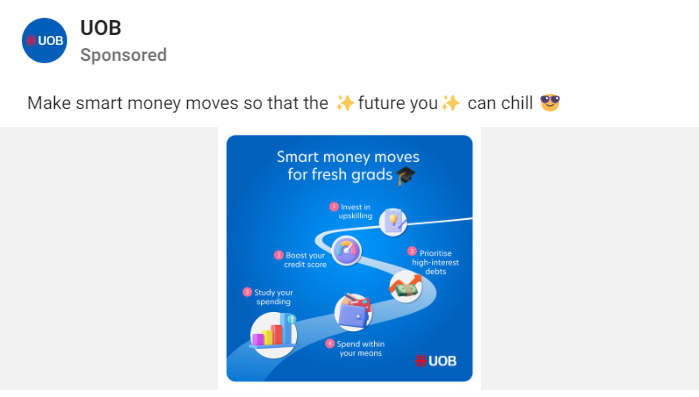 UOB
UOB
Sponsored
Make smart money moves so that the ✨future you✨ can chill 😎
Smart money moves
for fresh grads 🎓
1 Invest in
upskilling
2 Boost your
credit score
3 Prioritise
high-interest
debts
5 Study your
spending
4 Spend within
your means
UOB